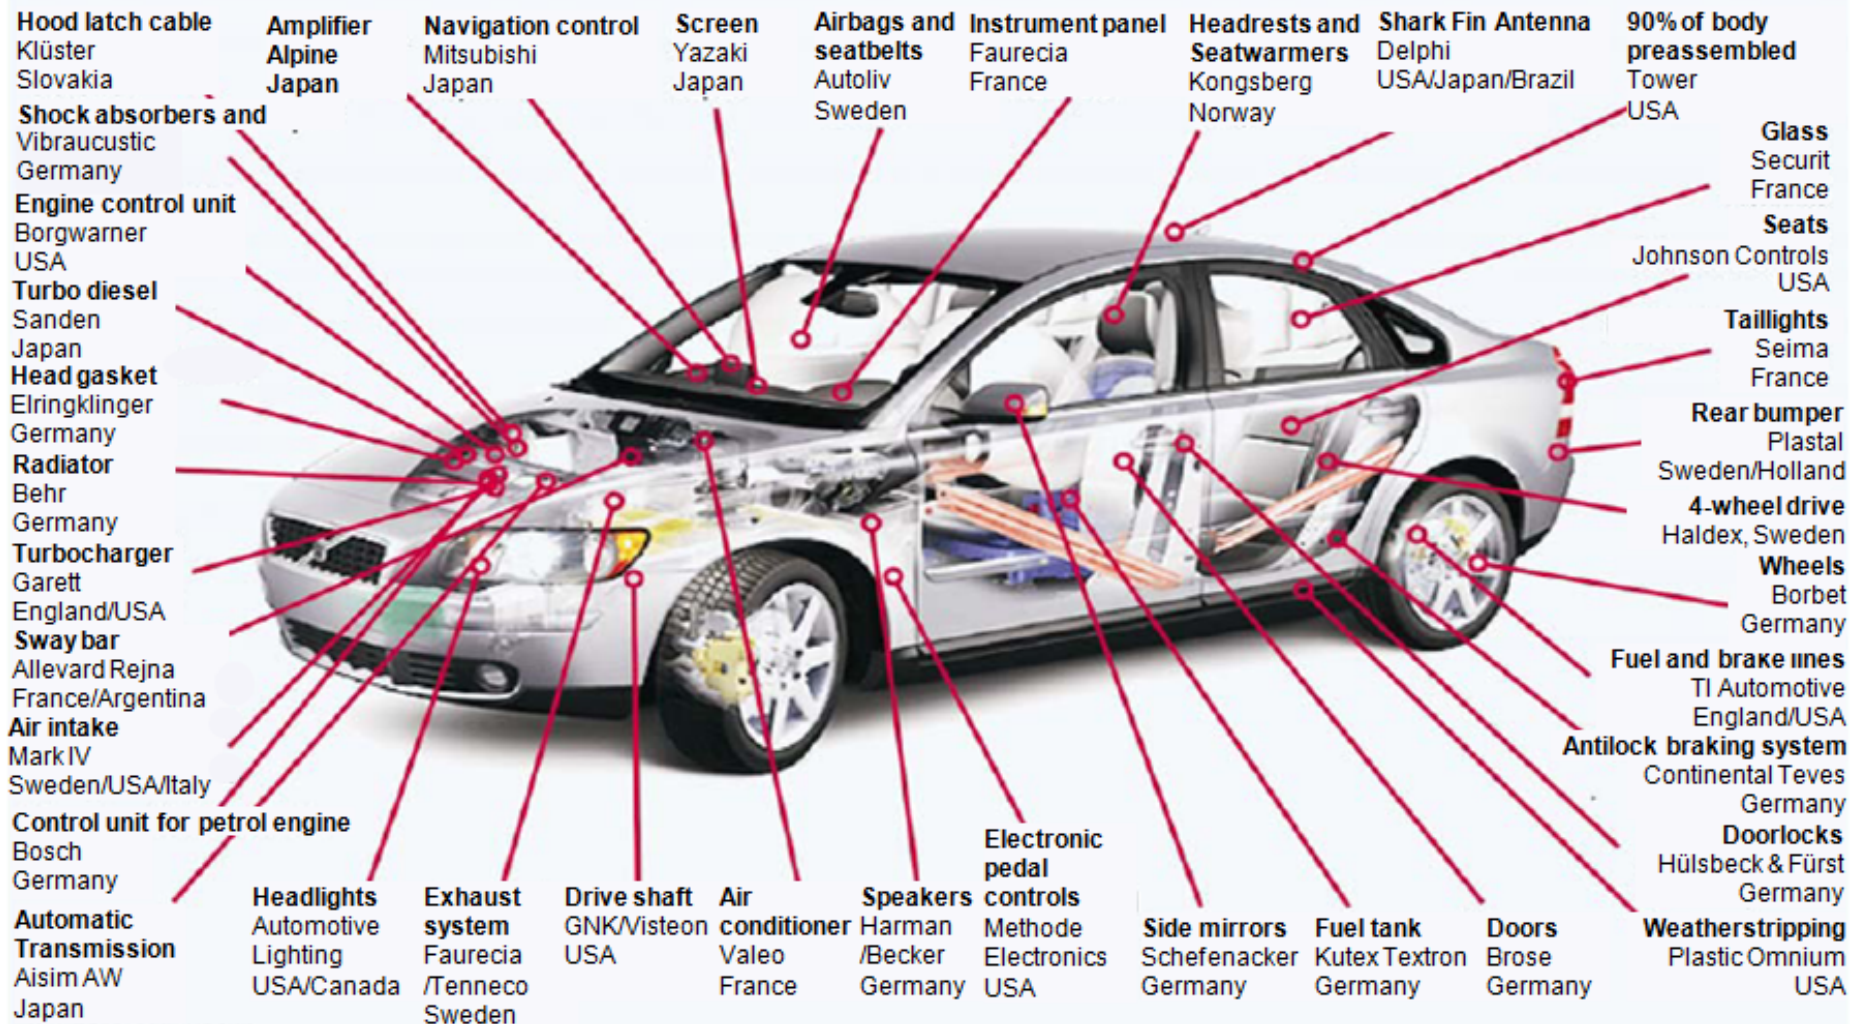 Hood latch cable
Klüster
Slovakia
Amplifier
Alpine
Japan
Navigation control
Mitsubishi
Japan
Screen
Yazaki
Japan
Airbags and
seatbelts
Autoliv
Sweden
Instrument panel
Faurecia
France
Headrests and
Seatwarmers
Kongsberg
Norway
Shark Fin Antenna
Delphi
USA/Japan/Brazil
90% of body
preassembled
Tower
USA
Shock absorbers and
Vibraucustic
Germany
Engine control unit
Borgwarner
USA
Turbo diesel
Sanden
Japan
Head gasket
Elringklinger
Germany
Radiator
Behr
Germany
Turbocharger
Garett
England/USA
Sway bar
Allevard Rejna
France/Argentina
Air intake
Mark IV
Sweden/USA/Italy
Control unit for petrol engine
Bosch
Germany
Automatic
Transmission
Aisim AW
Japan
Glass
Securit
France
Seats
Johnson Controls
USA
Taillights
Seima
France
Rear bumper
Plastal
Sweden/Holland
4-wheel drive
Haldex, Sweden
Wheels
Borbet
Germany
Fuel and brake lines
TI Automotive
England/USA
Antilock braking system
Continental Teves
Germany
Doorlocks
Hülsbeck & Fürst
Germany
Weatherstripping
Plastic Omnium
USA
Headlights
Automotive
Lighting
USA/Canada
Exhaust
system
Faurecia
/Tenneco
Sweden
Drive shaft
GNK/Visteon
USA
Air
conditioner
Valeo
France
Speakers
Harman
/Becker
Germany
Electronic
pedal
controls
Methode
Electronics
USA
Side mirrors
Schefenacker
Germany
Fuel tank
Kutex Textron
Germany
Doors
Brose
Germany